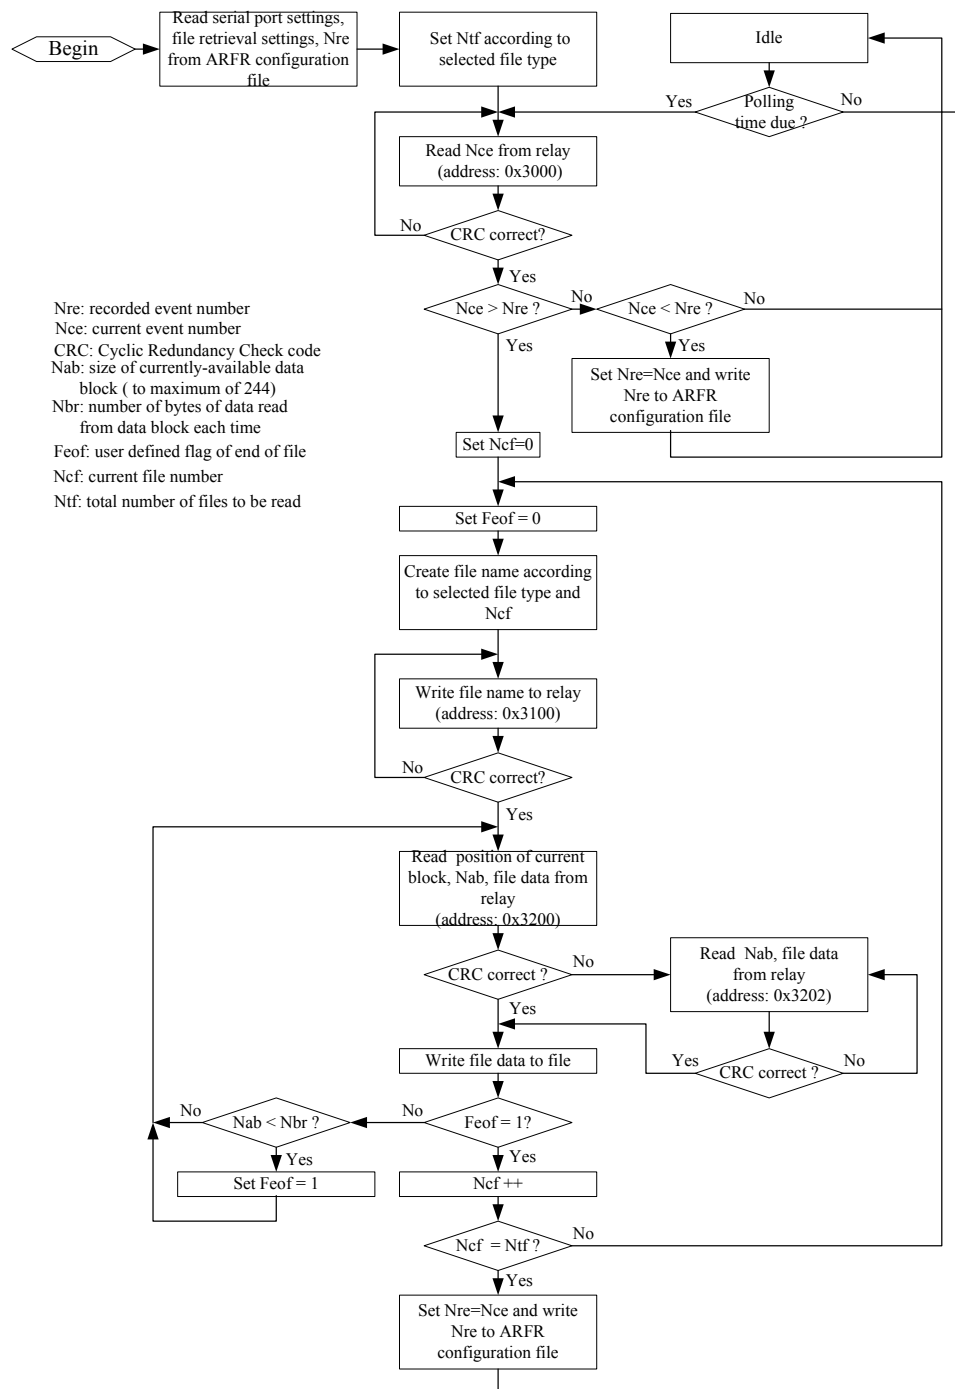 Begin
Read serial port settings,
file retrieval settings, Nre
from ARFR configuration
file
Set Ntf according to
selected file type
Idle
Yes
Polling
time due ?
No
Read Nce from relay
(address: 0x3000)
No
CRC correct?
Yes
Nce > Nre ?
No
Nce < Nre ?
No
Yes
Yes
Set Nre=Nce and write
Nre to ARFR
configuration file
Nre: recorded event number
Nce: current event number
CRC: Cyclic Redundancy Check code
Nab: size of currently-available data
block ( to maximum of 244)
Nbr: number of bytes of data read
from data block each time
Feof: user defined flag of end of file
Ncf: current file number
Ntf: total number of files to be read
Set Ncf=0
Set Feof = 0
Create file name according
to selected file type and
Ncf
Write file name to relay
(address: 0x3100)
No
CRC correct?
Yes
Read position of current
block, Nab, file data from
relay
(address: 0x3200)
CRC correct ?
No
Yes
Read Nab, file data
from relay
(address: 0x3202)
Yes
CRC correct ?
No
Write file data to file
No
Nab < Nbr ?
No
Feof = 1?
Yes
Yes
Set Feof = 1
Ncf ++
Ncf = Ntf ?
No
Yes
Set Nre=Nce and write
Nre to ARFR
configuration file